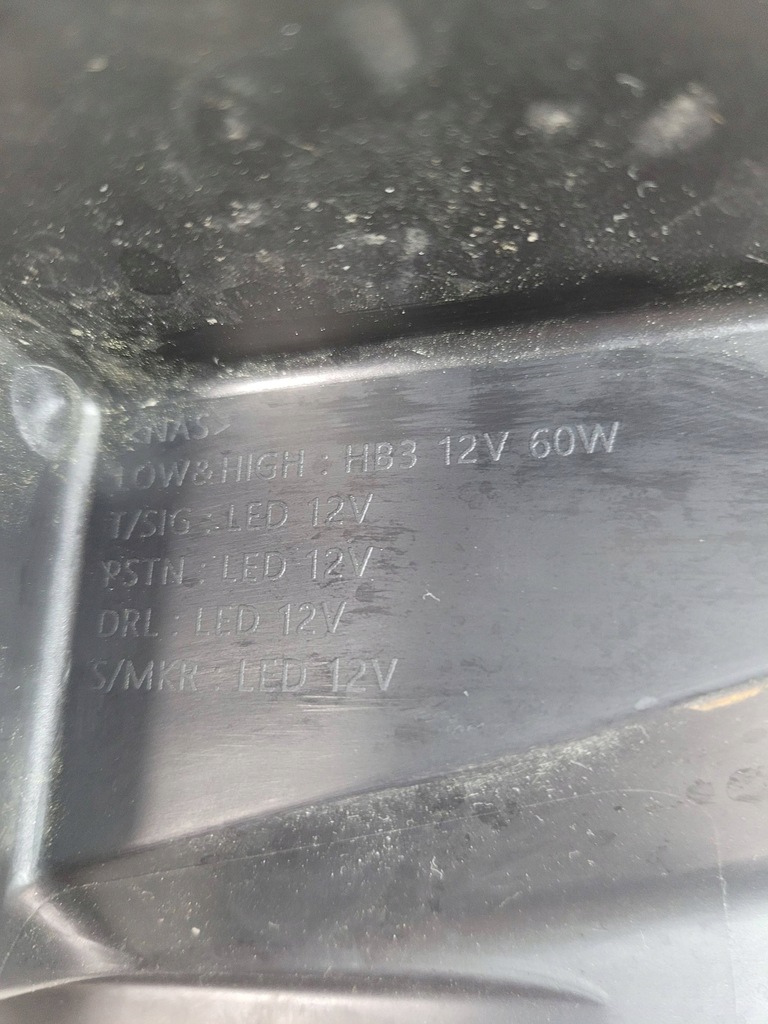 <NAS>
LOW&HIGH : HB3 12V 60W
T/SIG : LED 12V
PSTN : LED 12V
DRL : LED 12V
S/MKR : LED 12V